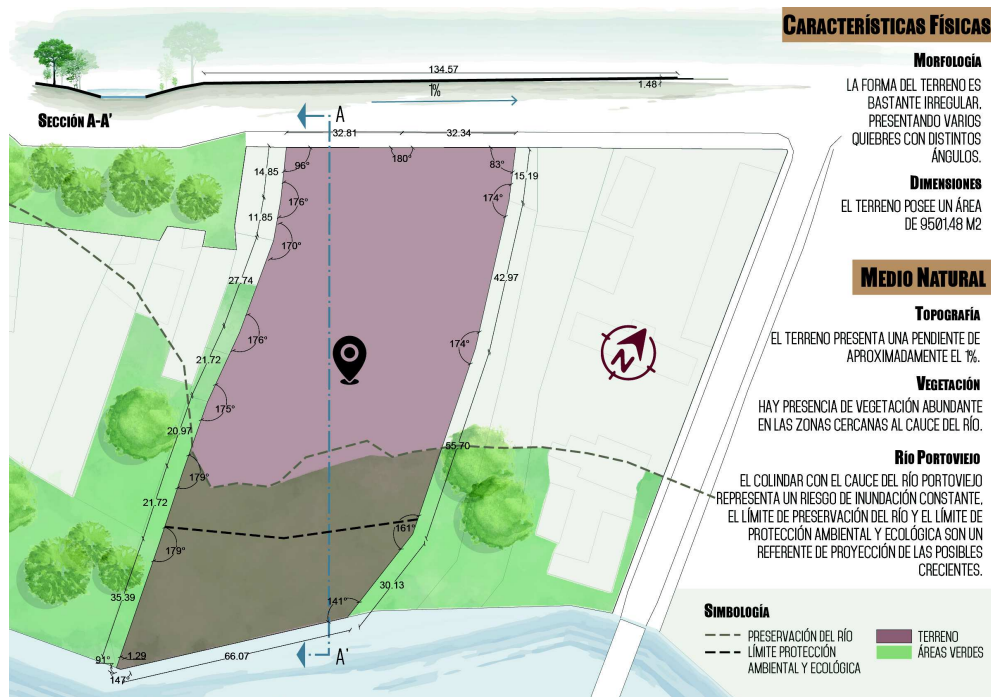 CARACTERÍSTICAS FÍSICAS
MORFOLOGÍA
LA FORMA DEL TERRENO ES
BASTANTE IRREGULAR,
PRESENTANDO VARIOS
QUIEBRES CON DISTINTOS
ÁNGULOS.
DIMENSIONES
EL TERRENO POSEE UN ÁREA
DE 9501,48 M2
MEDIO NATURAL
TOPOGRAFÍA
EL TERRENO PRESENTA UNA PENDIENTE DE
APROXIMADAMENTE EL 1%.
VEGETACIÓN
HAY PRESENCIA DE VEGETACIÓN ABUNDANTE
EN LAS ZONAS CERCANAS AL CAUCE DEL RÍO.
RÍO PORTOVIEJO
EL COLINDAR CON EL CAUCE DEL RÍO PORTOVIEJO
REPRESENTA UN RIESGO DE INUNDACIÓN CONSTANTE,
EL LÍMITE DE PRESERVACIÓN DEL RÍO Y EL LÍMITE DE
PROTECCIÓN AMBIENTAL Y ECOLÓGICA SON UN
REFERENTE DE PROYECCIÓN DE LAS POSIBLES
CRECIENTES.
SIMBOLOGÍA
PRESERVACIÓN DEL RÍO
LÍMITE PROTECCIÓN
AMBIENTAL Y ECOLÓGICA
TERRENO
ÁREAS VERDES
134.57
1.48
1%
SECCIÓN A-A'
A
32.81
32.34
14.85
96°
180°
83°
15.19
176°
174°
11.85
170°
27.74
42.97
176°
174°
21.72
N
175°
20.97
55.70
179°
21.72
161°
179°
30.13
35.39
141°
A'
91°
1.29
66.07
147°